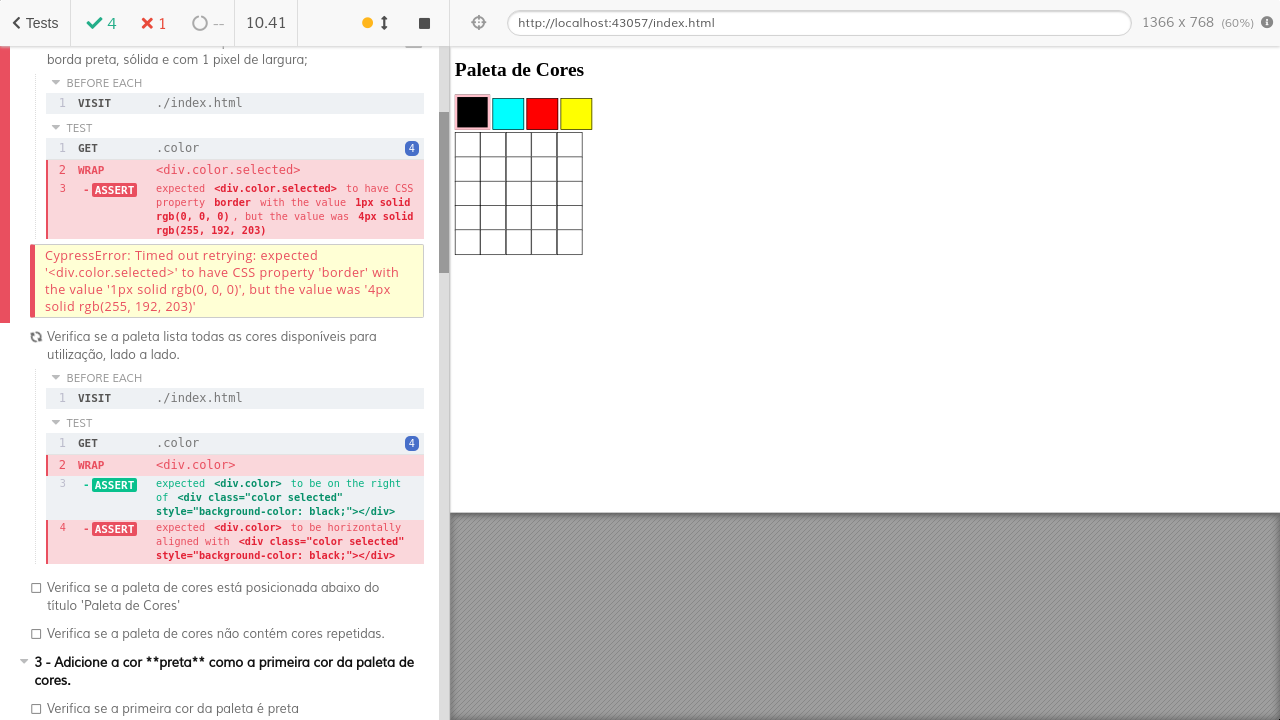 Tests
4
1
--
10.41
http://localhost:43057/index.html
1366 x 768 (60%)
borda preta, sólida e com 1 pixel de largura;
BEFORE EACH
1 VISIT ./index.html
TEST
1 GET .color 4
2 WRAP <div.color.selected>
3 - ASSERT expected <div.color.selected> to have CSS
property border with the value 1px solid
rgb(0, 0, 0), but the value was 4px solid
rgb(255, 192, 203)
CypressError: Timed out retrying: expected
'<div.color.selected>' to have CSS property 'border' with
the value '1px solid rgb(0, 0, 0)', but the value was '4px
solid rgb(255, 192, 203)'
Verifica se a paleta lista todas as cores disponíveis para
utilização, lado a lado.
BEFORE EACH
1 VISIT ./index.html
TEST
1 GET .color 4
2 WRAP <div.color>
3 - ASSERT expected <div.color> to be on the right
of <div class="color selected"
style="background-color: black;"></div>
4 - ASSERT expected <div.color> to be horizontally
aligned with <div class="color selected"
style="background-color: black;"></div>
Verifica se a paleta de cores está posicionada abaixo do
título 'Paleta de Cores'
Verifica se a paleta de cores não contém cores repetidas.
3 - Adicione a cor **preta** como a primeira cor da paleta de
cores.
Verifica se a primeira cor da paleta é preta
Paleta de Cores